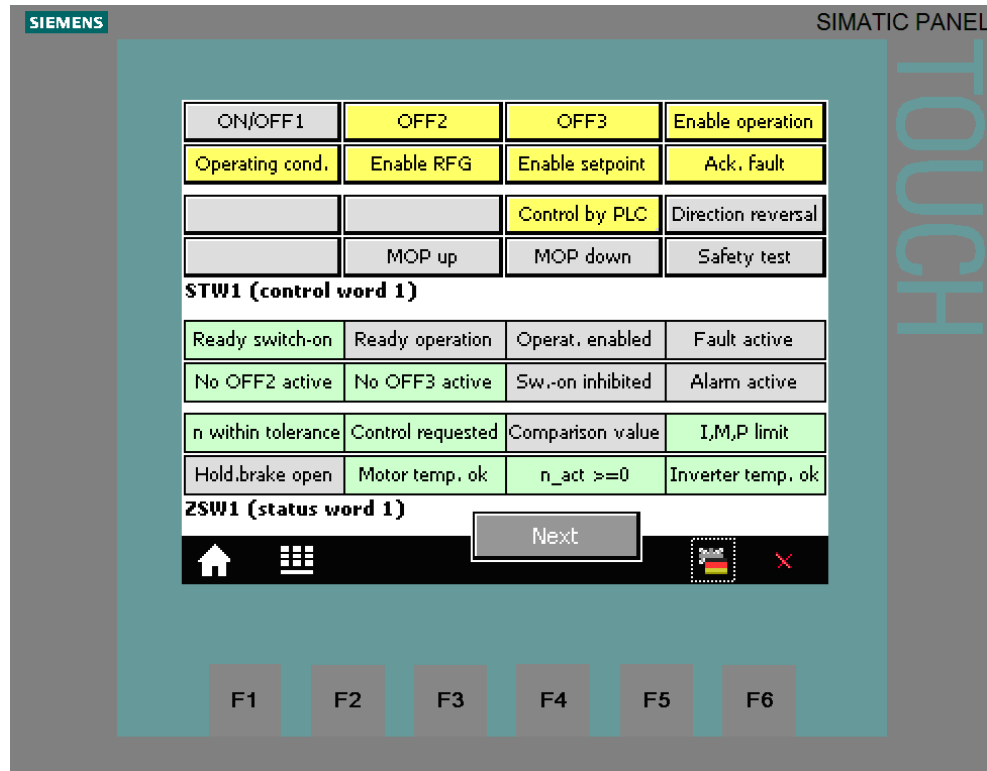 SIEMENS
SIMATIC PANEL
TOUCH
ON/OFF1 OFF2 OFF3 Enable operation
Operating cond. Enable RFG Enable setpoint Ack. fault
Control by PLC Direction reversal
MOP up MOP down Safety test
STW1 (control word 1)
Ready switch-on Ready operation Operat. enabled Fault active
No OFF2 active No OFF3 active Sw.-on inhibited Alarm active
n within tolerance Control requested Comparison value I,M,P limit
Hold.brake open Motor temp. ok n_act >=0 Inverter temp. ok
ZSW1 (status word 1)
Next
F1 F2 F3 F4 F5 F6